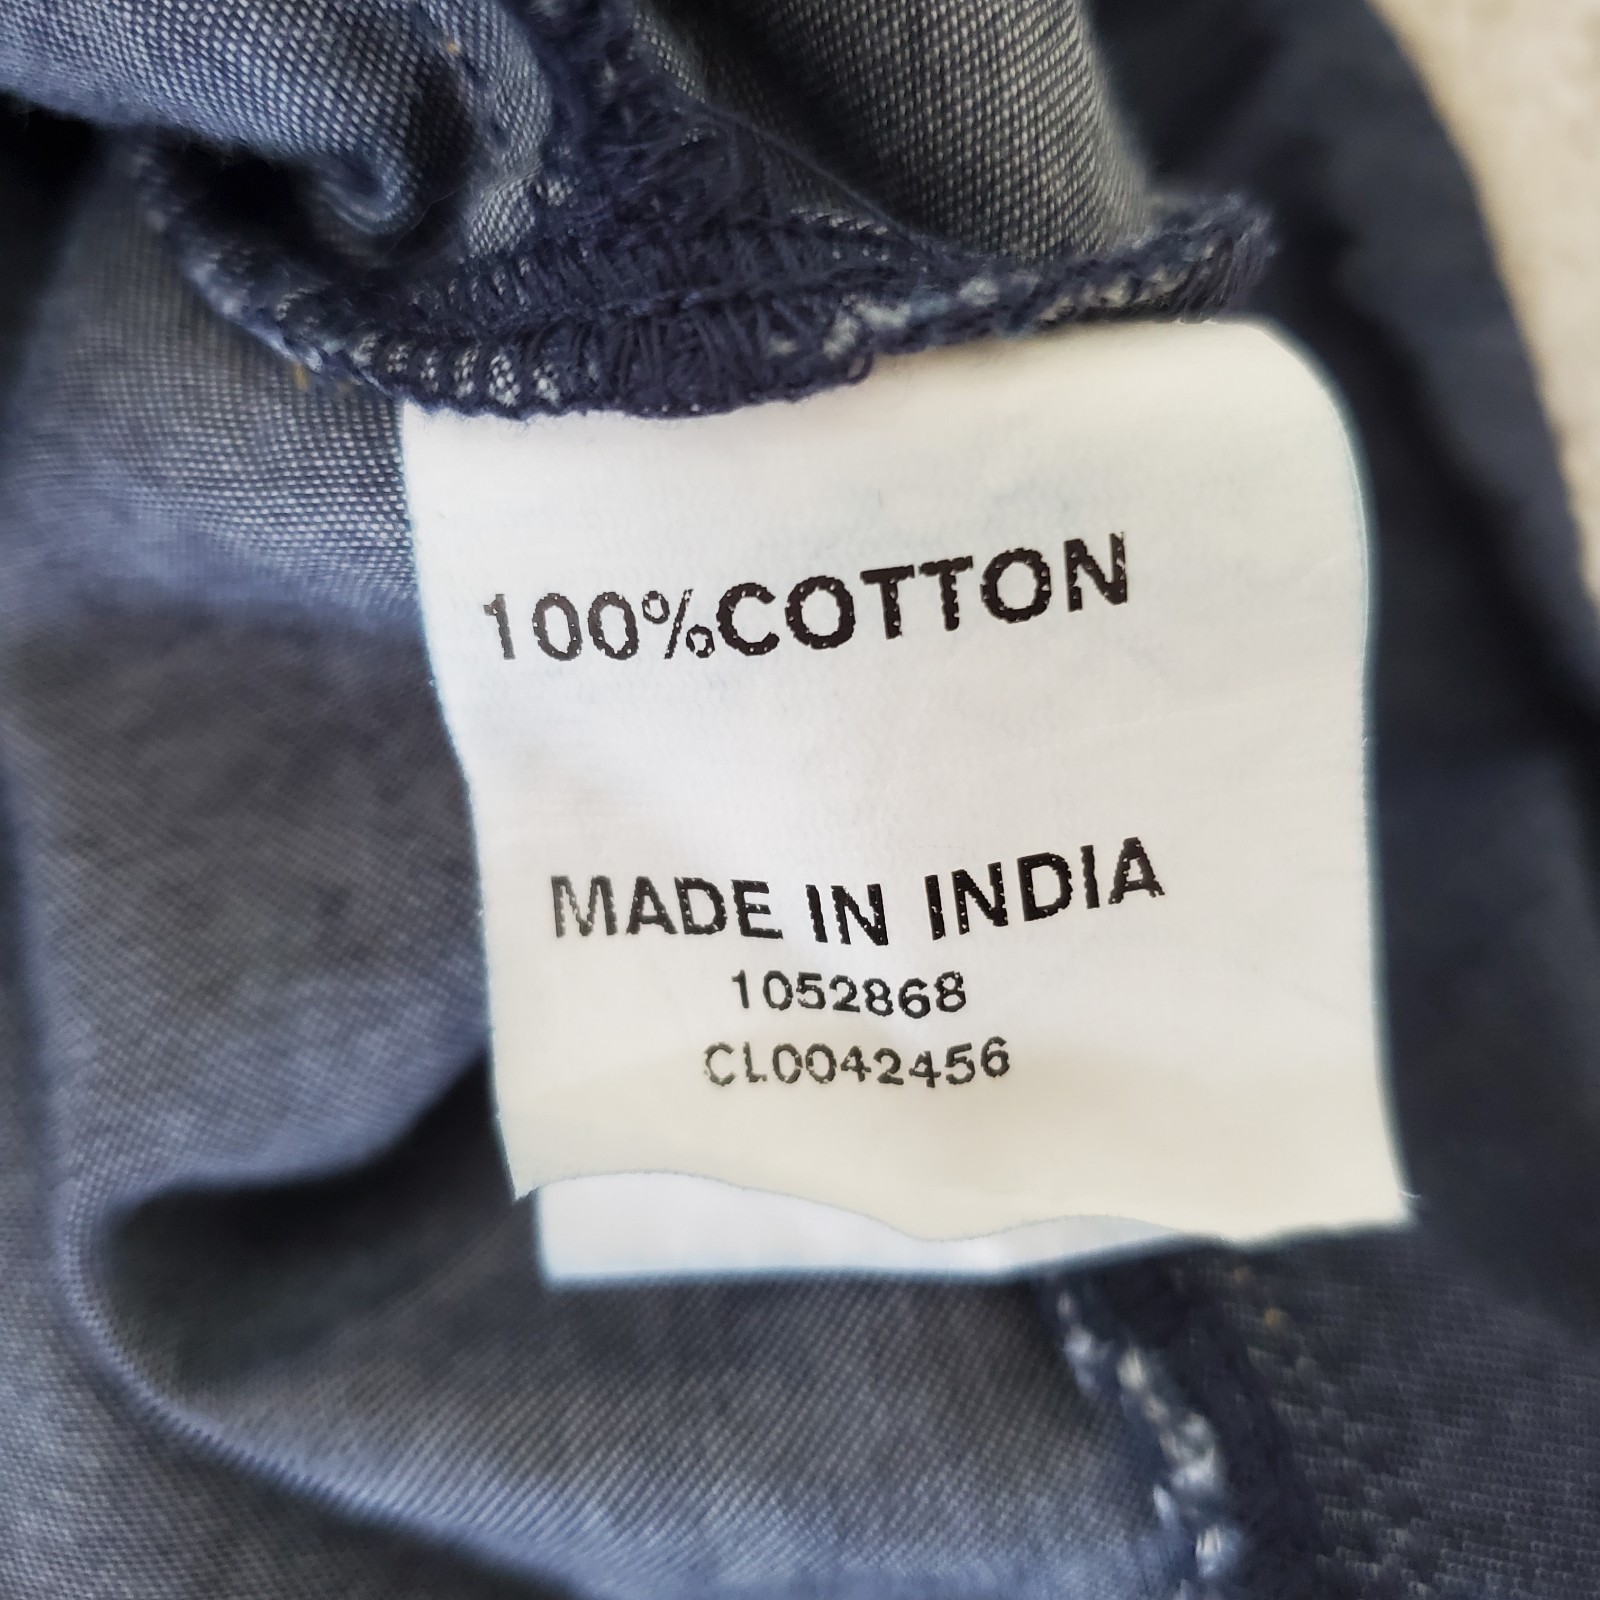 100%COTTON
MADE IN INDIA
1052868
CL0042456